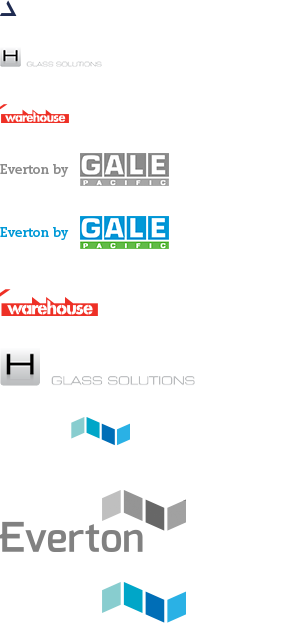 H GLASS SOLUTIONS
warehouse
Everton by GALE
PACIFIC
Everton by GALE
PACIFIC
warehouse
H GLASS SOLUTIONS
Everton